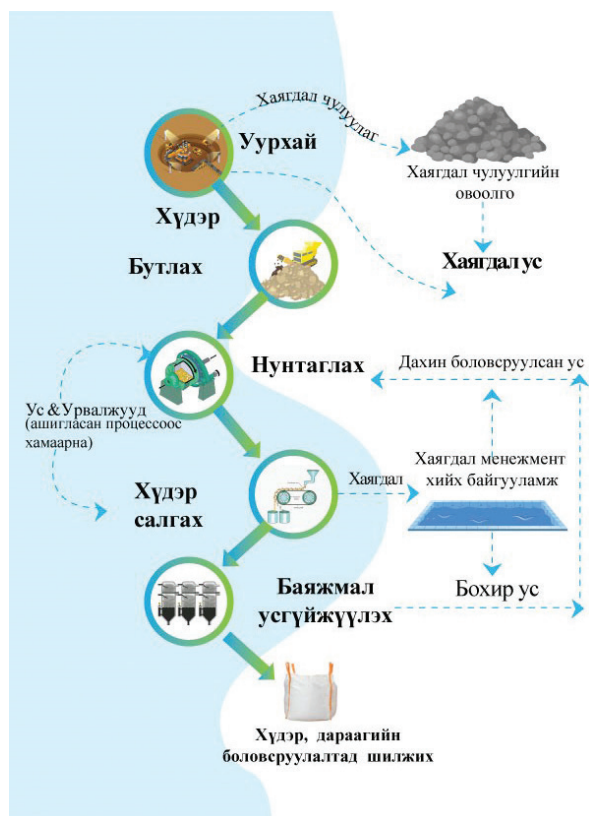 Хаягдал чулуулаг
Уурхай
Хаягдал чулуулгийн
овоолго
Хүдэр
Хаягдал ус
Бутлах
Нунтаглах
Дахин боловсруулсан ус
Ус & Урвалжууд
(ашигласан процессоос
хамаарна)
Хаягдал менежмент
хийх байгууламж
Хаягдал
Хүдэр
салгах
Баяжмал
усгүйжүүлэх
Бохир ус
Хүдэр, дараагийн
боловсруулалтад шилжих